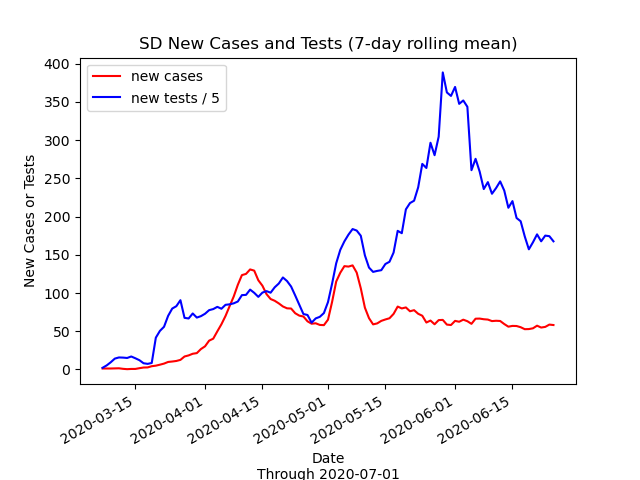 SD New Cases and Tests (7-day rolling mean)
new cases
new tests / 5
New Cases or Tests
400
350
300
250
200
150
100
50
0
2020-03-15
2020-04-01
2020-04-15
2020-05-01
2020-05-15
2020-06-01
2020-06-15
Date
Through 2020-07-01